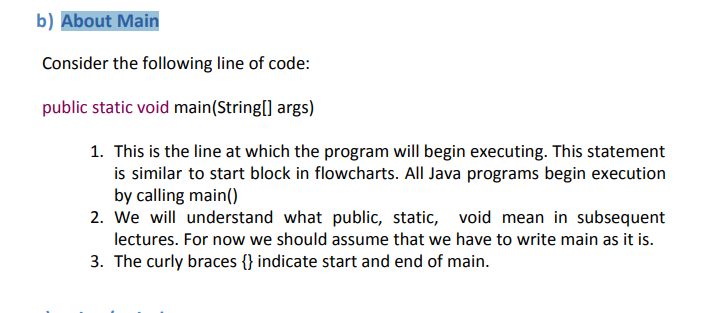 b) About Main
Consider the following line of code:
public static void main(String[] args)
1. This is the line at which the program will begin executing. This statement
is similar to start block in flowcharts. All Java programs begin execution
by calling main()
2. We will understand what public, static, void mean in subsequent
lectures. For now we should assume that we have to write main as it is.
3. The curly braces {} indicate start and end of main.